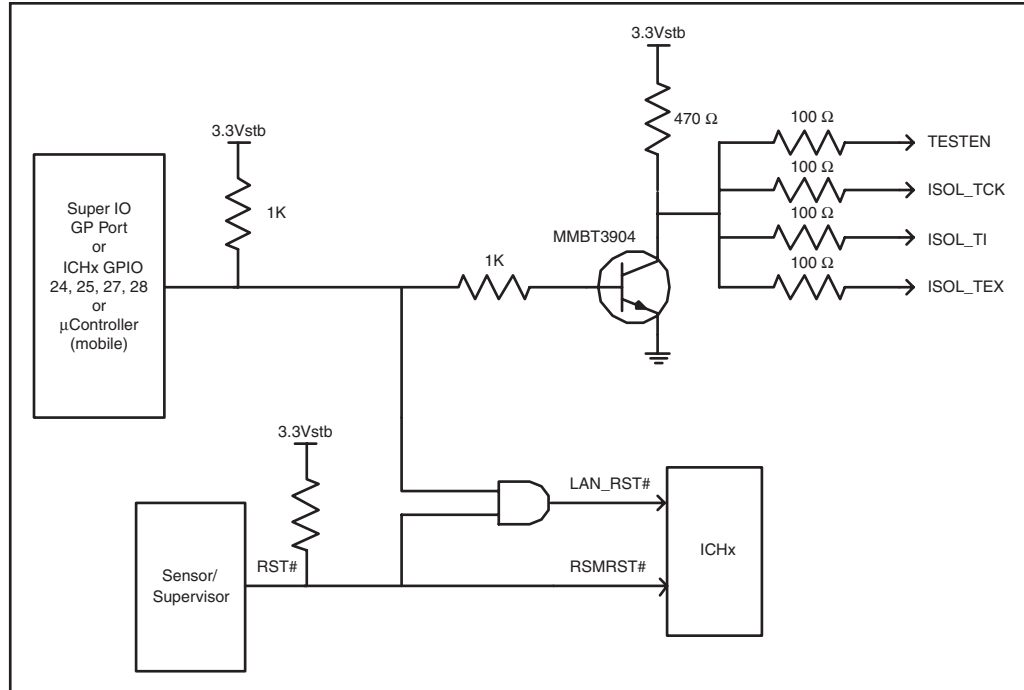 3.3Vstb
470 Ω
100 Ω
TESTEN
100 Ω
ISOL_TCK
100 Ω
ISOL_TI
100 Ω
ISOL_TEX
3.3Vstb
1K
Super IO
GP Port
or
ICHx GPIO
24, 25, 27, 28
or
μController
(mobile)
MMBT3904
1K
3.3Vstb
LAN_RST#
ICHx
RST#
RSMRST#
Sensor/
Supervisor